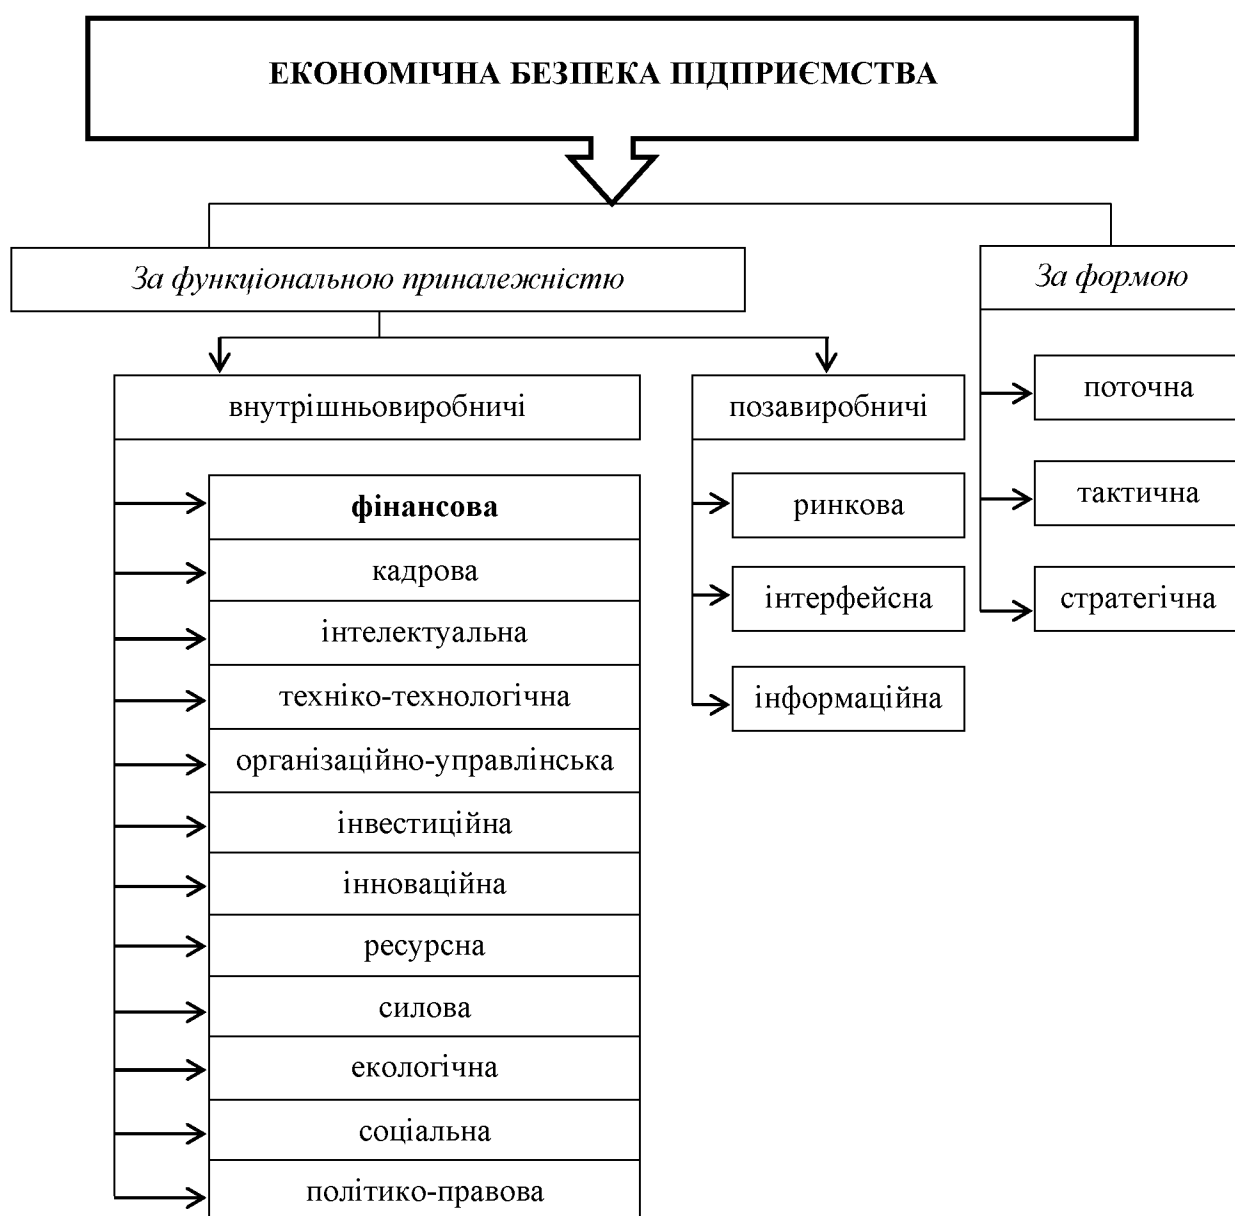 ЕКОНОМІЧНА БЕЗПЕКА ПІДПРИЄМСТВА
За функціональною приналежністю
За формою
внутрішньовиробничі
позавиробничі
поточна
тактична
стратегічна
фінансова
кадрова
інтелектуальна
техніко-технологічна
організаційно-управлінська
інвестиційна
інноваційна
ресурсна
силова
екологічна
соціальна
політико-правова
ринкова
інтерфейсна
інформаційна